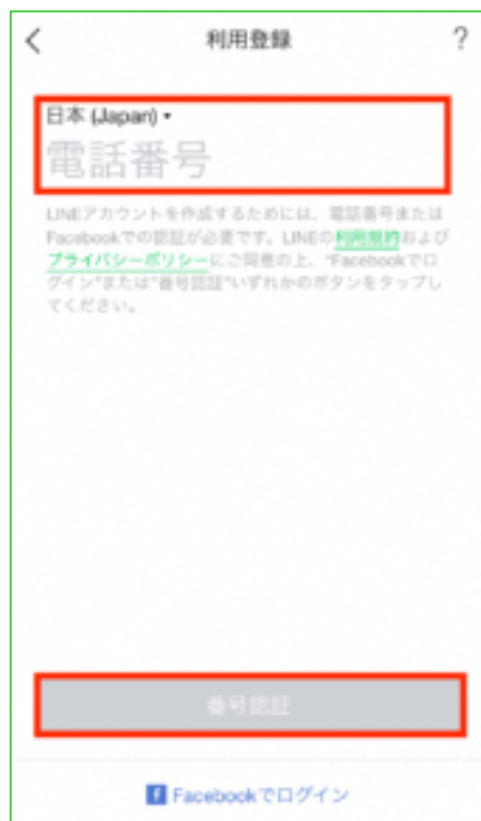 利用登録 ?
日本 (Japan)
電話番号
LINEアカウントを作成するためには、電話番号または
Facebookでの認証が必要です。LINEの利用規約および
プライバシーポリシーにご同意の上、"Facebookでロ
グイン"または"番号認証"いずれかのボタンをタップし
てください。
番号認証
Facebookでログイン